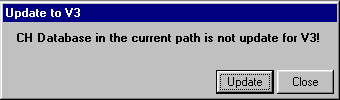 Update to V3
CH Database in the current path is not update for V3!
Update
Close